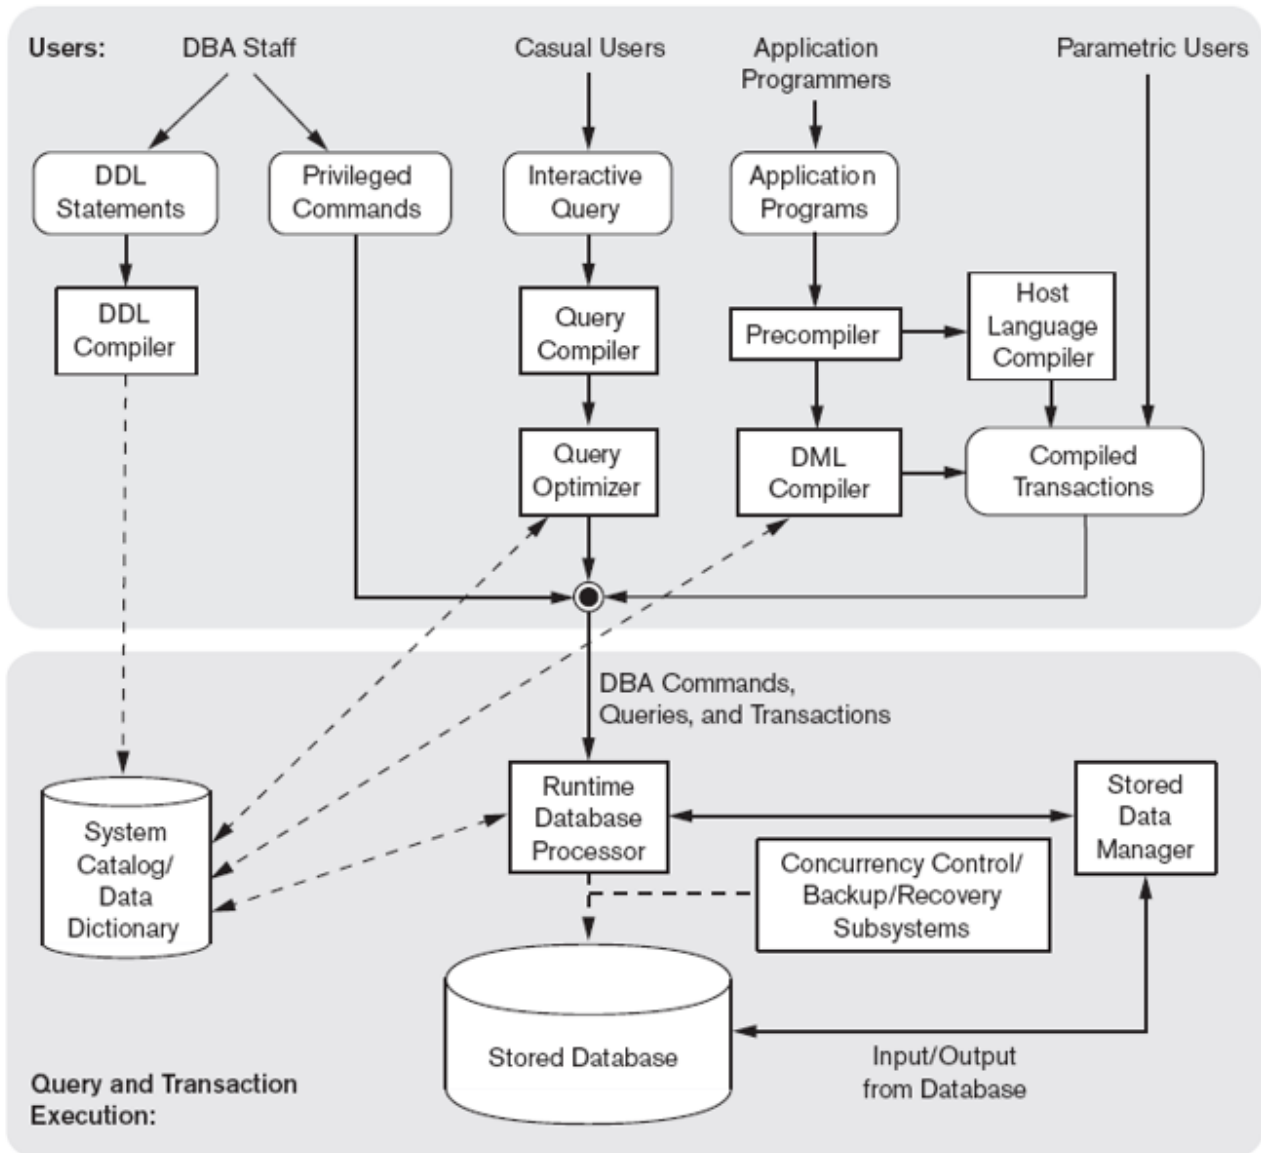 Users:
DBA Staff
Casual Users
Application
Programmers
Parametric Users
DDL
Statements
Privileged
Commands
Interactive
Query
Application
Programs
DDL
Compiler
Query
Compiler
Precompiler
Host
Language
Compiler
Query
Optimizer
DML
Compiler
Compiled
Transactions
DBA Commands,
Queries, and Transactions
System
Catalog/
Data
Dictionary
Runtime
Database
Processor
Stored
Data
Manager
Concurrency Control/
Backup/Recovery
Subsystems
Stored Database
Input/Output
from Database
Query and Transaction
Execution: